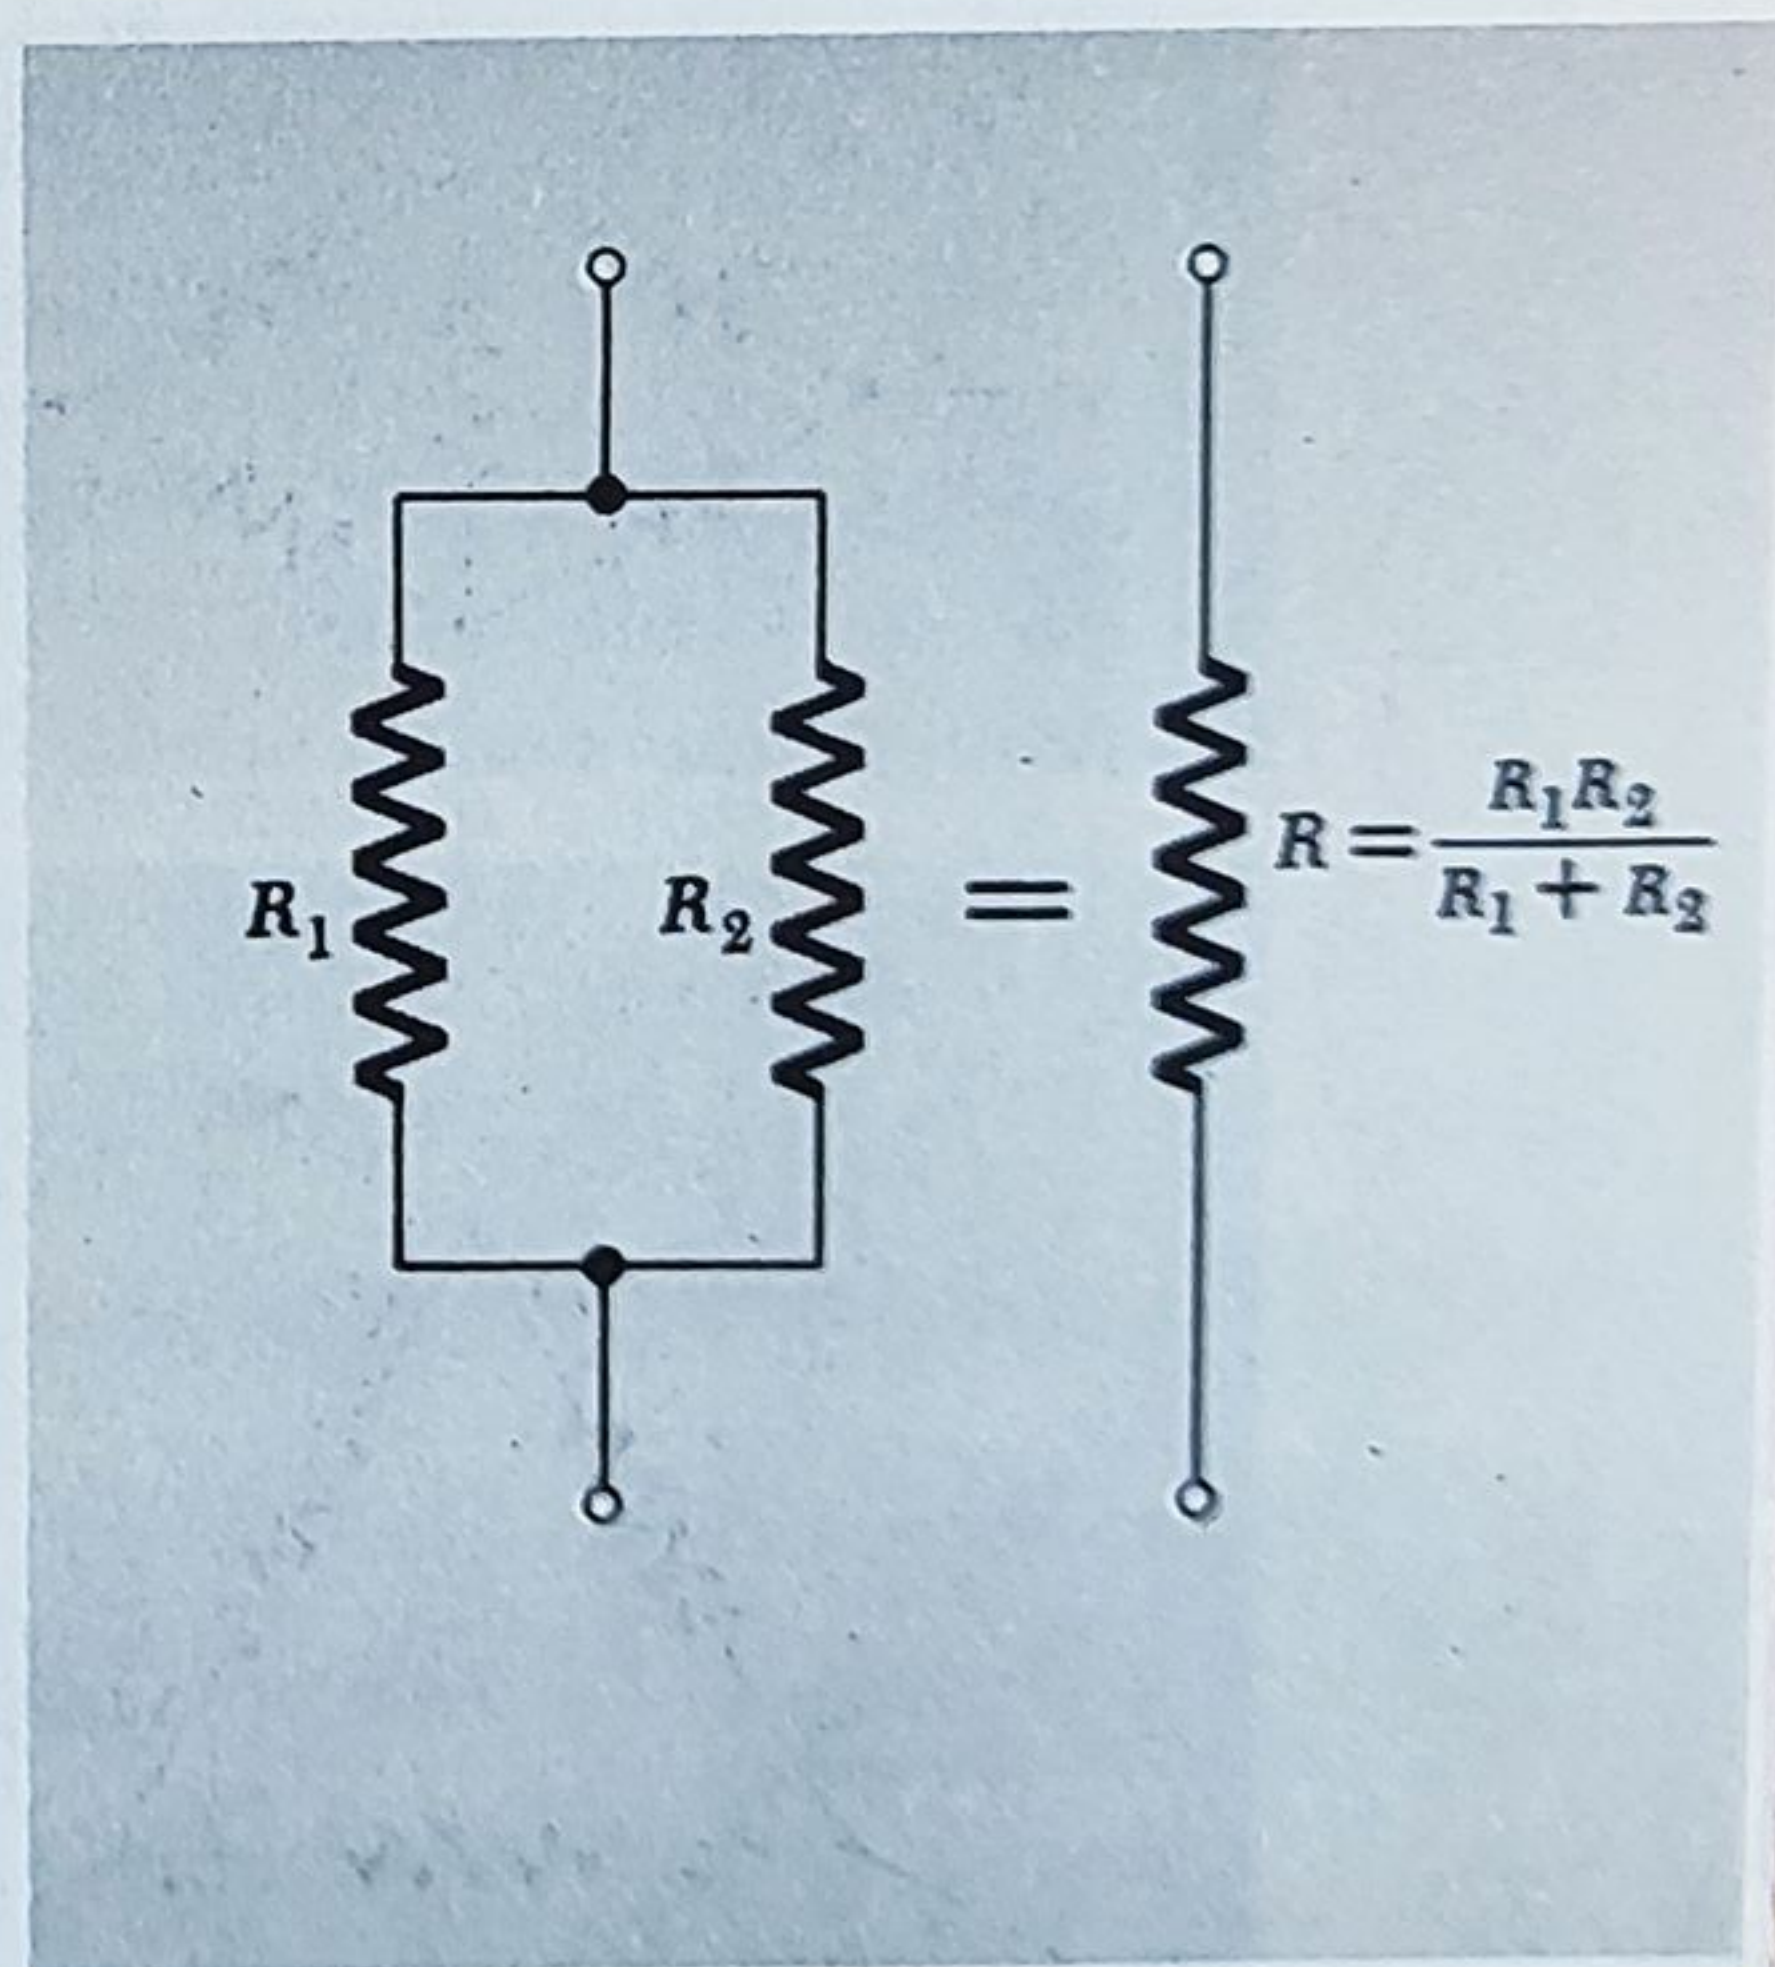 R₁ R₂ = R = R₁R₂ / R₁ + R₂